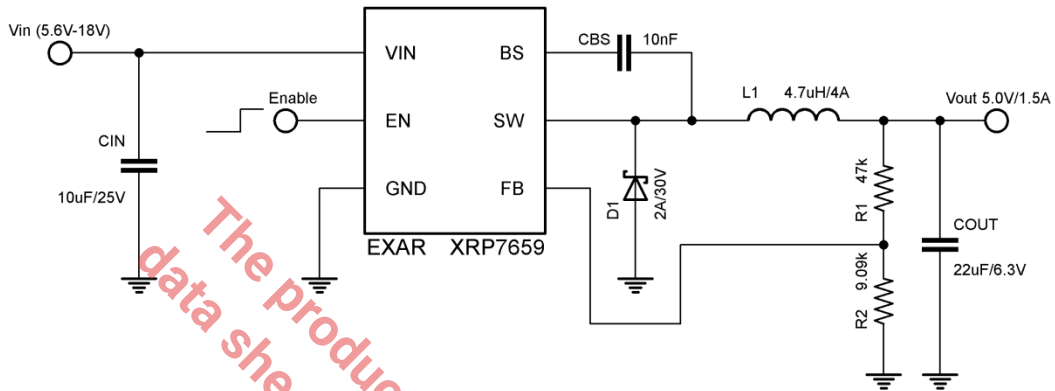 Vin (5.6V-18V)
CBS 10nF
VIN BS
L1 4.7uH/4A
Vout 5.0V/1.5A
Enable
EN SW
CIN
10uF/25V
GND FB
D1
2A/30V
47k
R1
COUT
22uF/6.3V
9.09k
R2
EXAR XRP7659
The produc
data she